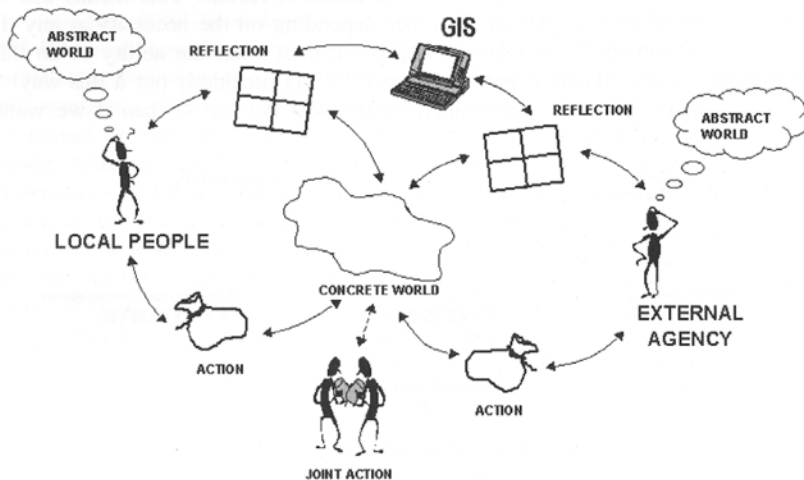 ABSTRACT
WORLD
REFLECTION
GIS
REFLECTION
ABSTRACT
WORLD
LOCAL PEOPLE
CONCRETE WORLD
EXTERNAL
AGENCY
ACTION
ACTION
JOINT ACTION